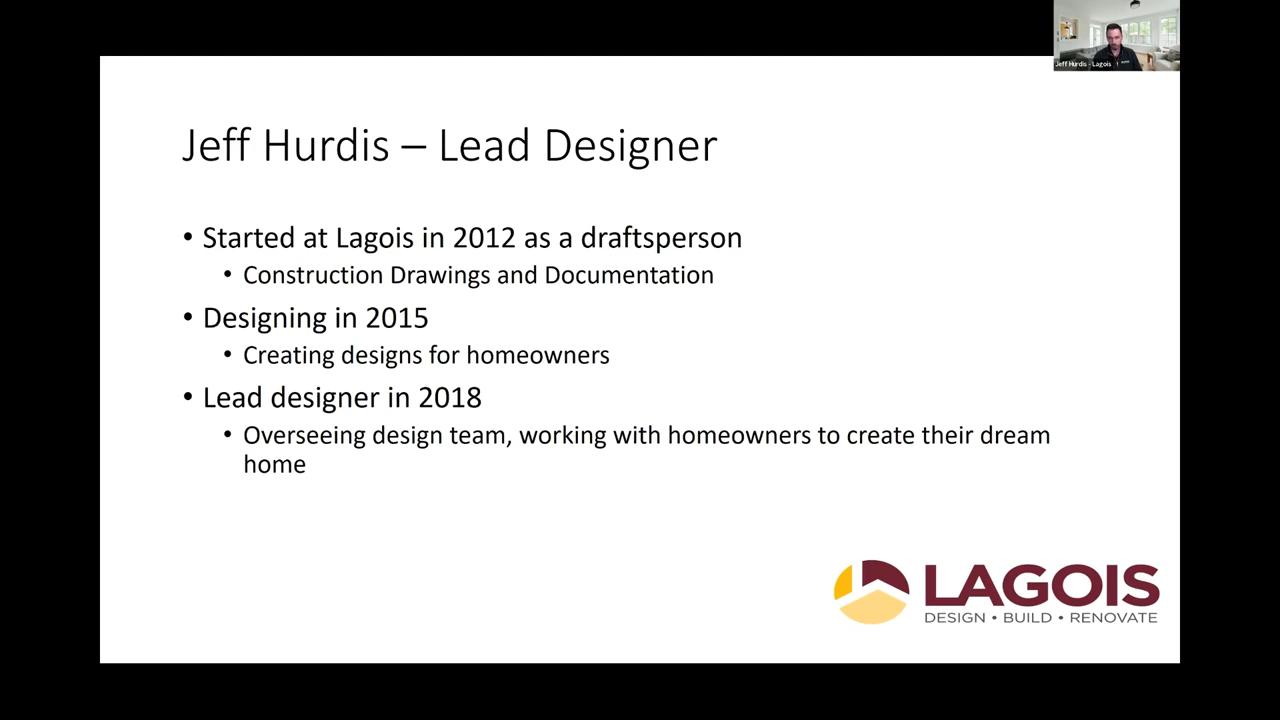 Jeff Hurdis - Lagois
Jeff Hurdis – Lead Designer
• Started at Lagois in 2012 as a draftsperson
• Construction Drawings and Documentation
• Designing in 2015
• Creating designs for homeowners
• Lead designer in 2018
• Overseeing design team, working with homeowners to create their dream
home
LAGOIS
DESIGN • BUILD • RENOVATE